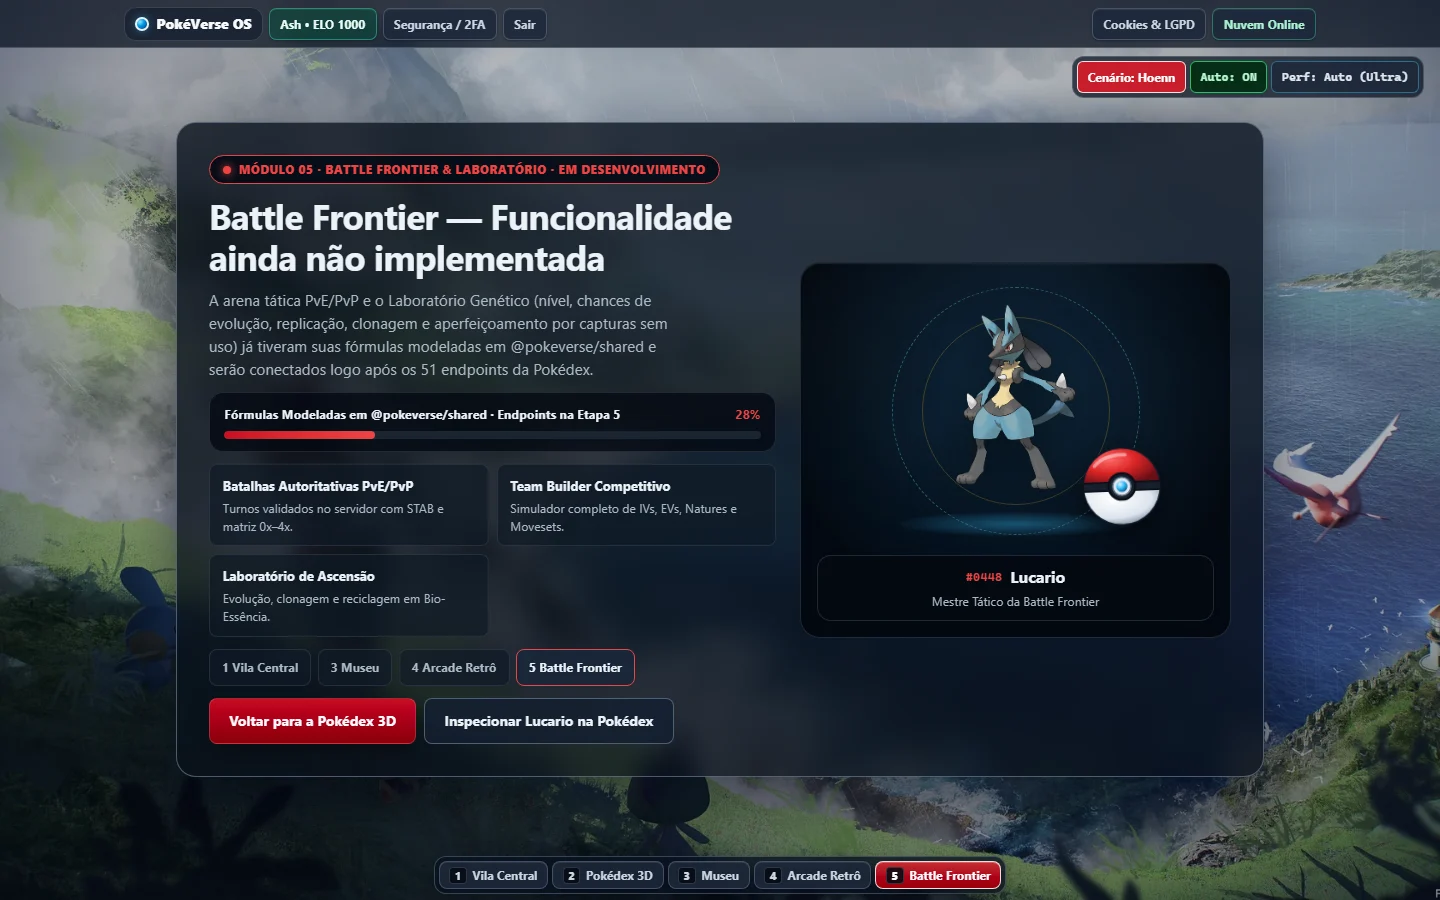 PokéVerse OS
Ash • ELO 1000
Segurança / 2FA
Sair
Cookies & LGPD
Nuvem Online
Cenário: Hoenn
Auto: ON
Perf: Auto (Ultra)
MÓDULO 05 · BATTLE FRONTIER & LABORATÓRIO · EM DESENVOLVIMENTO
Battle Frontier — Funcionalidade
ainda não implementada
A arena tática PvE/PvP e o Laboratório Genético (nível, chances de
evolução, replicação, clonagem e aperfeiçoamento por capturas sem
uso) já tiveram suas fórmulas modeladas em @pokeverse/shared e
serão conectados logo após os 51 endpoints da Pokédex.
Fórmulas Modeladas em @pokeverse/shared · Endpoints na Etapa 5
28%
Batalhas Autoritativas PvE/PvP
Turnos validados no servidor com STAB e
matriz 0x–4x.
Team Builder Competitivo
Simulador completo de IVs, EVs, Natures e
Movesets.
Laboratório de Ascensão
Evolução, clonagem e reciclagem em Bio-
Essência.
1 Vila Central
3 Museu
4 Arcade Retrô
5 Battle Frontier
Voltar para a Pokédex 3D
Inspecionar Lucario na Pokédex
#0448 Lucario
Mestre Tático da Battle Frontier
1 Vila Central
2 Pokédex 3D
3 Museu
4 Arcade Retrô
5 Battle Frontier